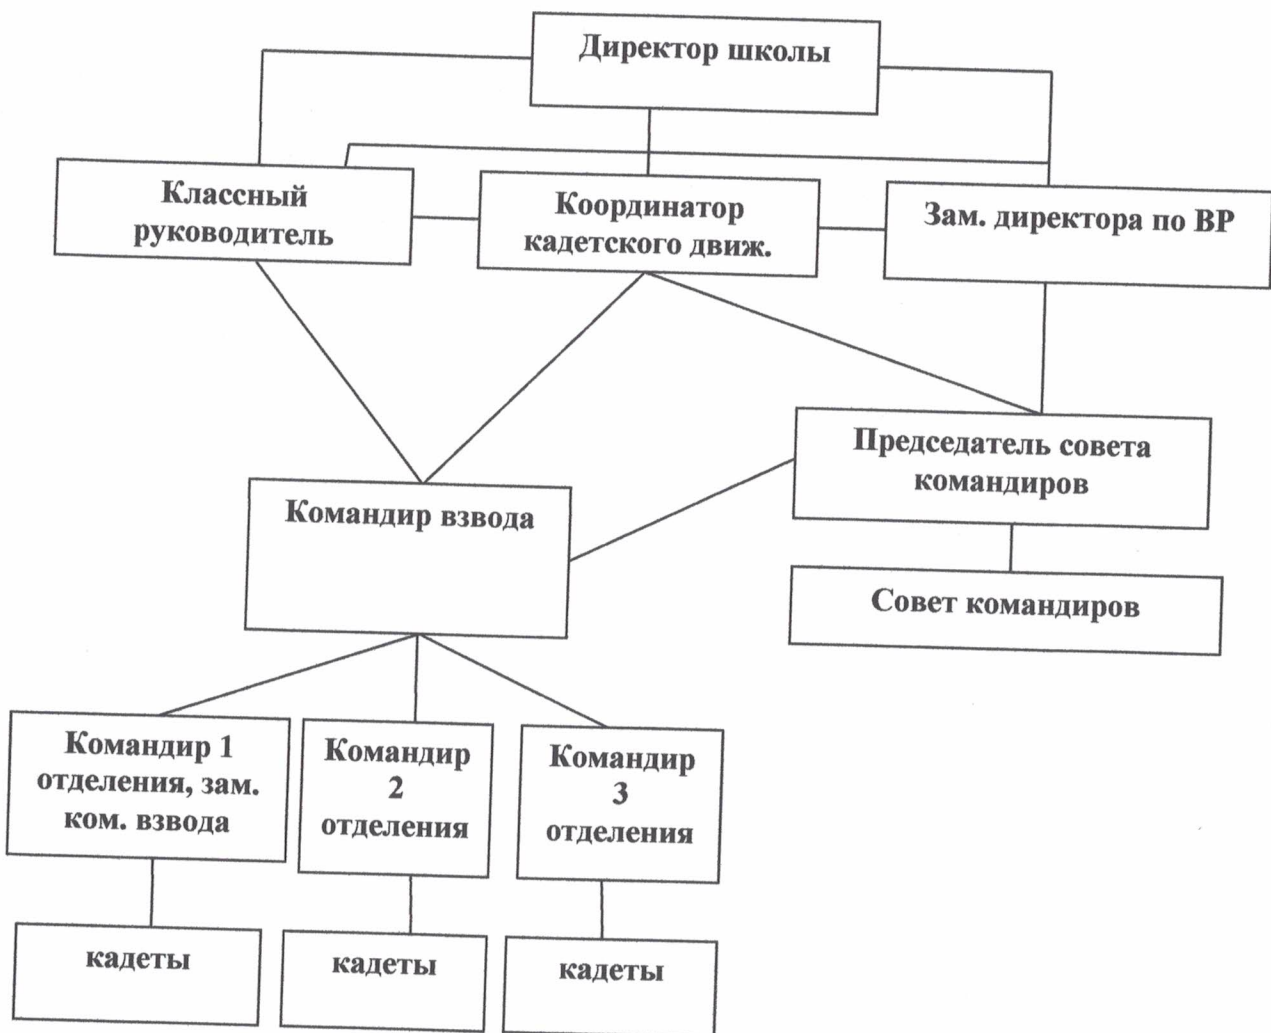 Директор школы
Классный
руководитель
Координатор
кадетского движ.
Зам. директора по ВР
Председатель совета
командиров
Командир взвода
Совет командиров
Командир 1
отделения, зам.
ком. взвода
Командир
2
отделения
Командир
3
отделения
кадеты
кадеты
кадеты